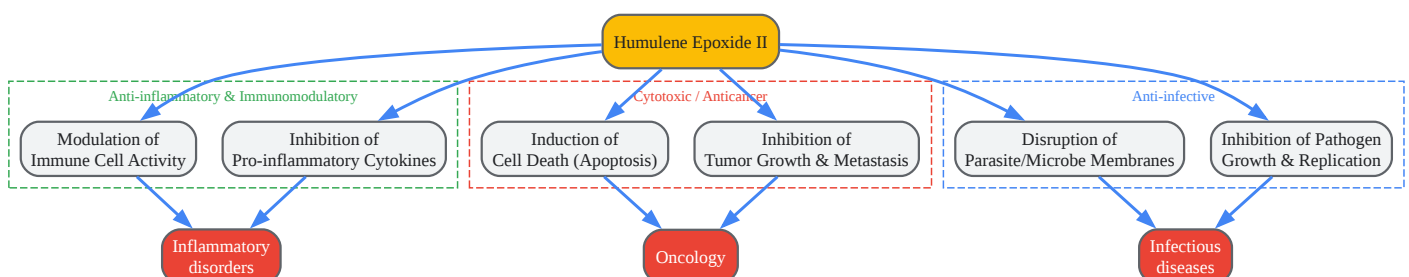 Humulene Epoxide II
Anti-inflammatory & Immunomodulatory
Cytotoxic / Anticancer
Anti-infective
Modulation of
Immune Cell Activity
Inhibition of
Pro-inflammatory Cytokines
Induction of
Cell Death (Apoptosis)
Inhibition of
Tumor Growth & Metastasis
Disruption of
Parasite/Microbe Membranes
Inhibition of Pathogen
Growth & Replication
Inflammatory
disorders
Oncology
Infectious
diseases